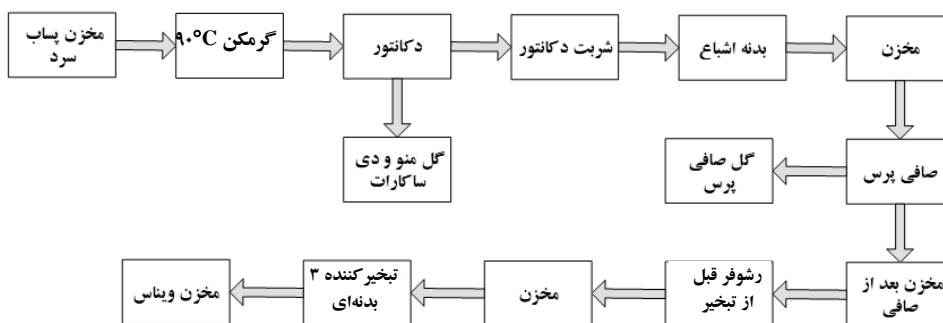 مخزن پساب
سرد
گرمکن ۹۰°C
دکانتور
شربت دکانتور
بدنه اشباع
مخزن
گل منو و دی
ساکارات
گل صافی
پرس
صافی پرس
مخزن ویناس
تبخیرکننده ۳
بدنه‌ای
مخزن
رشوفر قبل
از تبخیر
مخزن بعد از
صافی